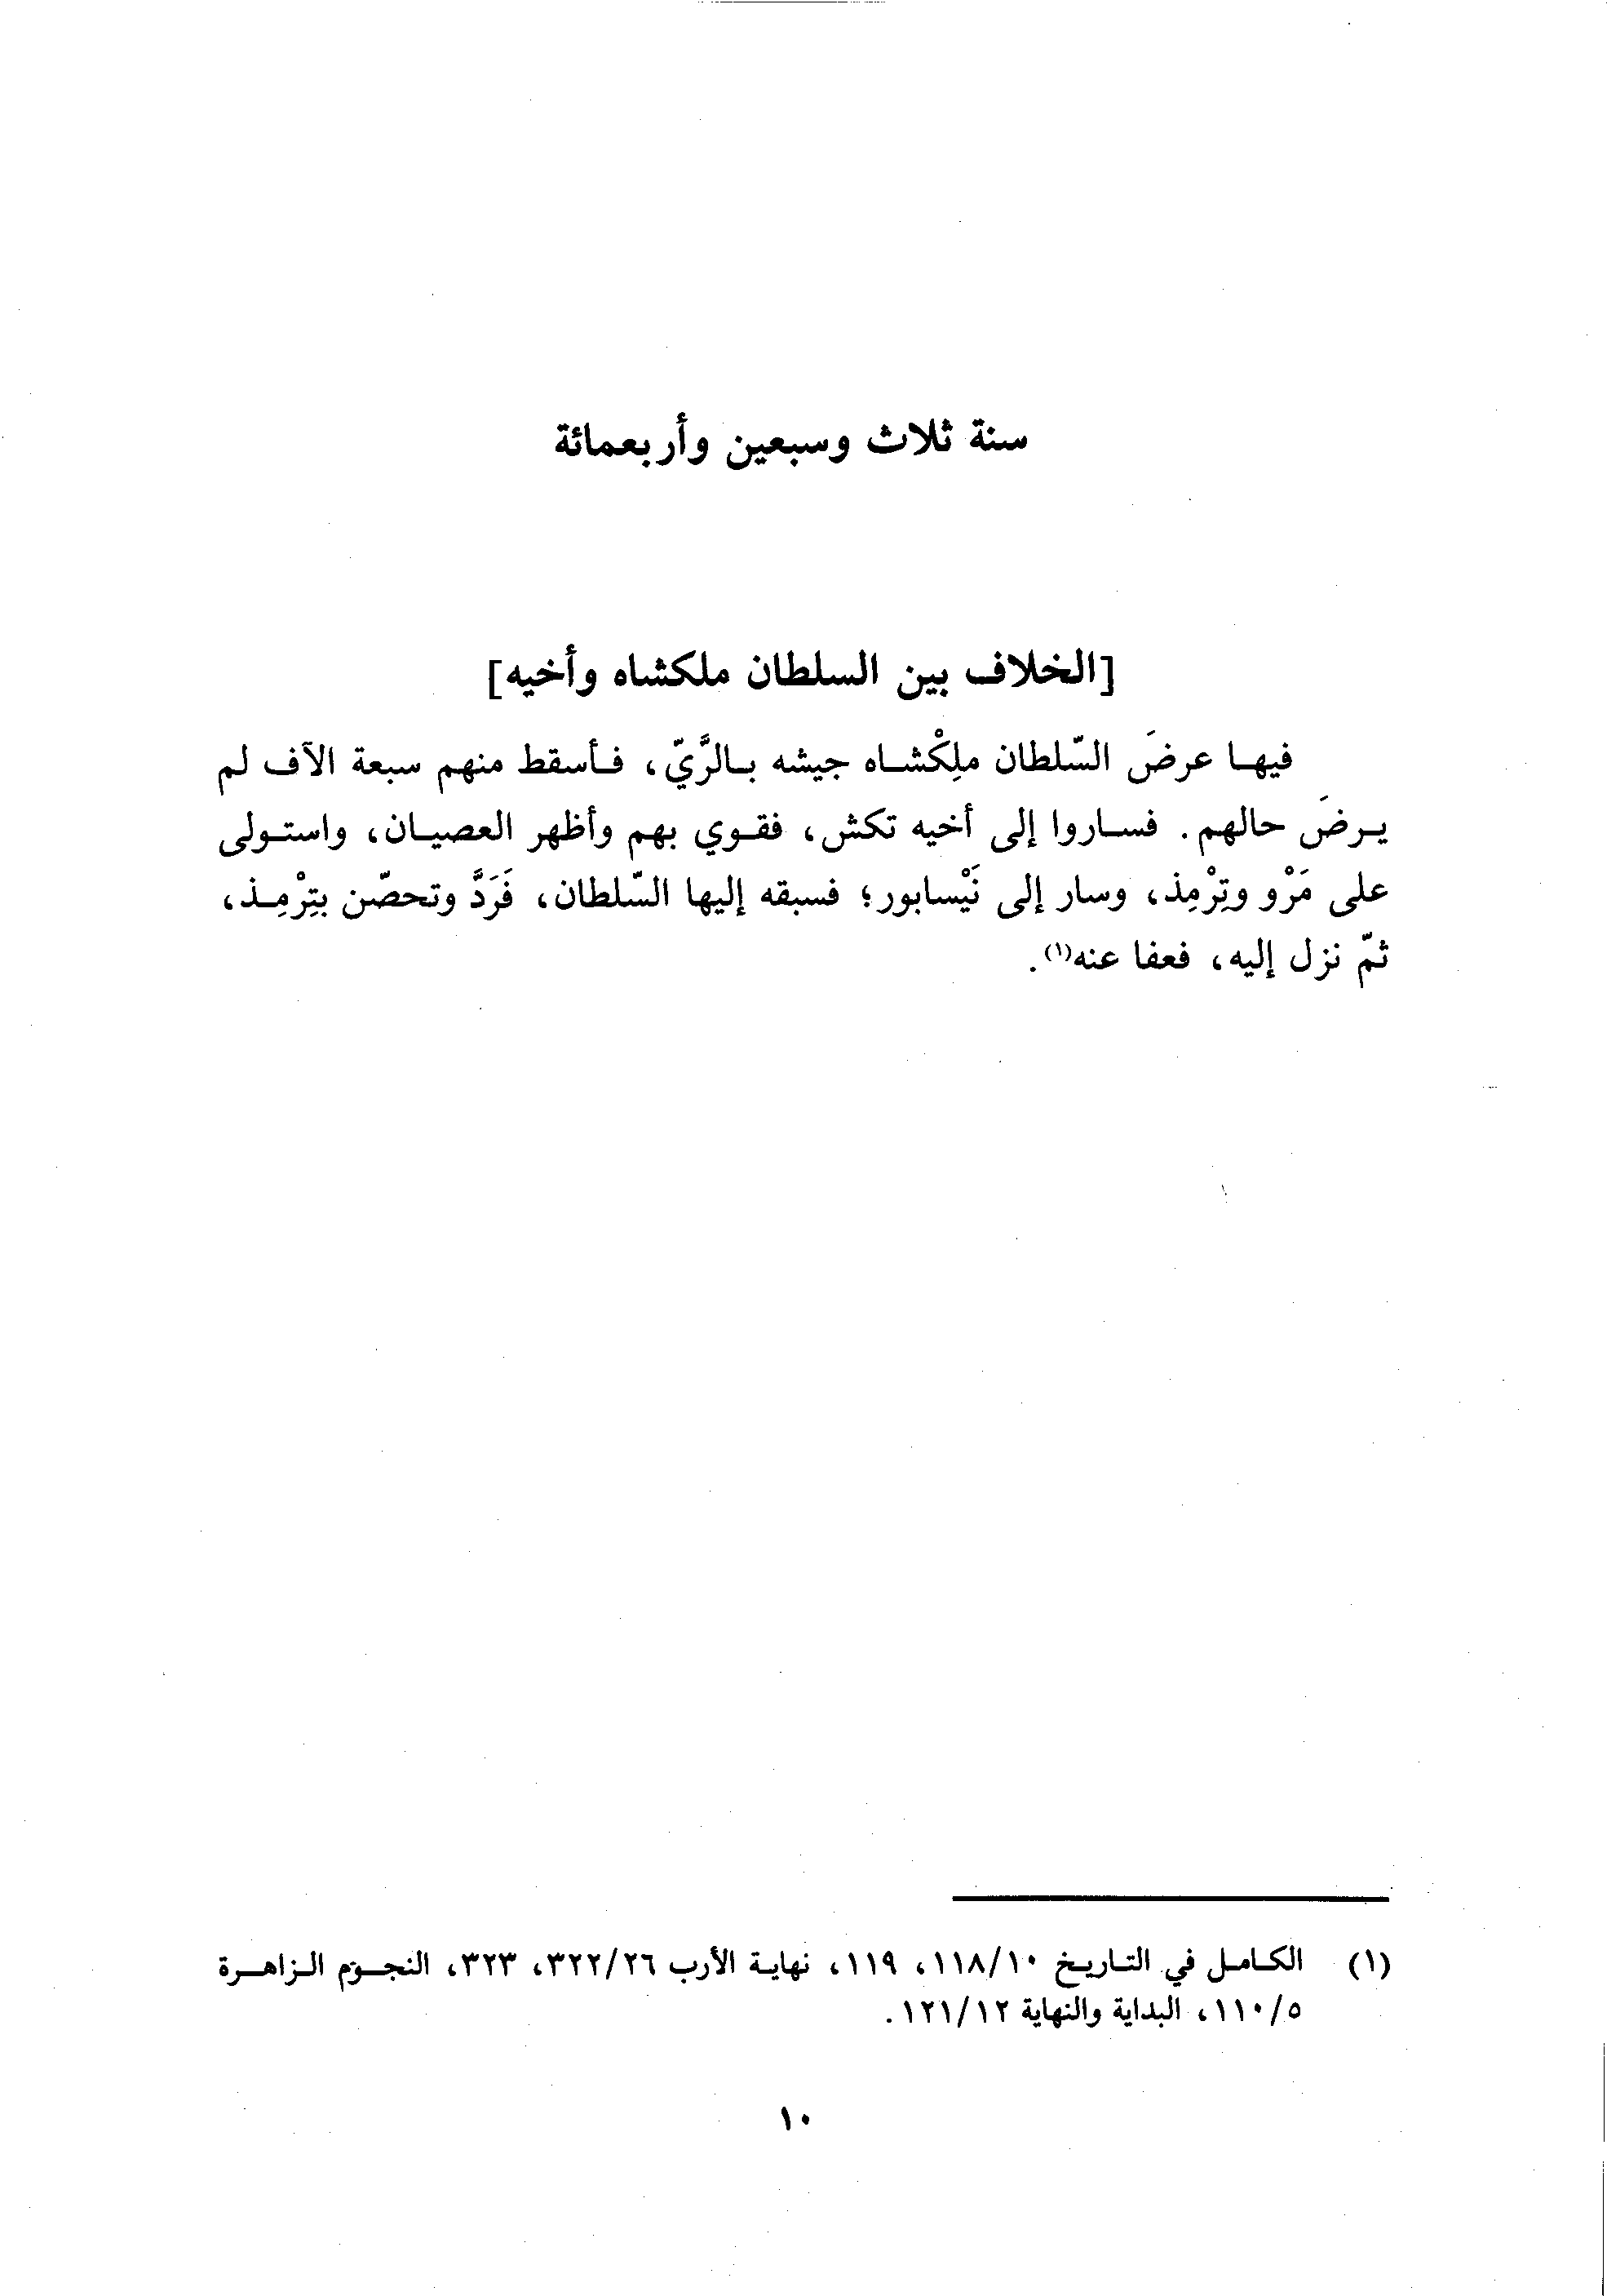 سنة ثلاث وسبعين وأربعمائة
[الخلاف بين السلطان ملكشاه وأخيه]
فيها عرضَ السّلطان ملِكْشاه جيشه بالرَّيّ، فأسقط منهم سبعة الآف لم
يرضَ حالهم. فساروا إلى أخيه تكش، فقوي بهم وأظهر العصيان، واستولى
على مَرْو وتِرْمِذ، وسار إلى نَيْسابور؛ فسبقه إليها السّلطان، فَرَدَّ وتحصّن بتِرْمِذ،
ثمّ نزل إليه، فعفا عنه(١).
(١) الكامل في التاريخ ١١٨/١٠، ١١٩، نهاية الأرب ٣٢٢/٢٦، ٣٢٣، النجوم الزاهرة
١١٠/٥، البداية والنهاية ١٢١/١٢.
١٠